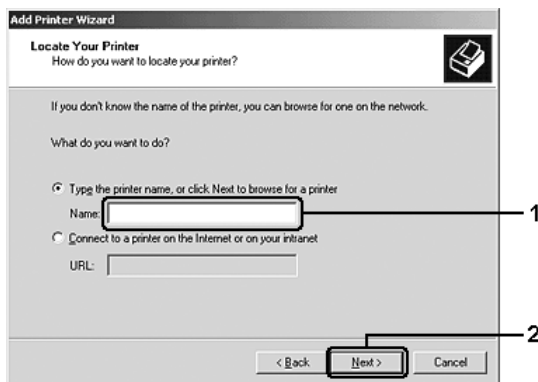 Add Printer Wizard
Locate Your Printer
How do you want to locate your printer?
If you don't know the name of the printer, you can browse for one on the network.
What do you want to do?
Type the printer name, or click Next to browse for a printer
Name:
1
Connect to a printer on the Internet or on your intranet
URL:
2
< Back Next > Cancel